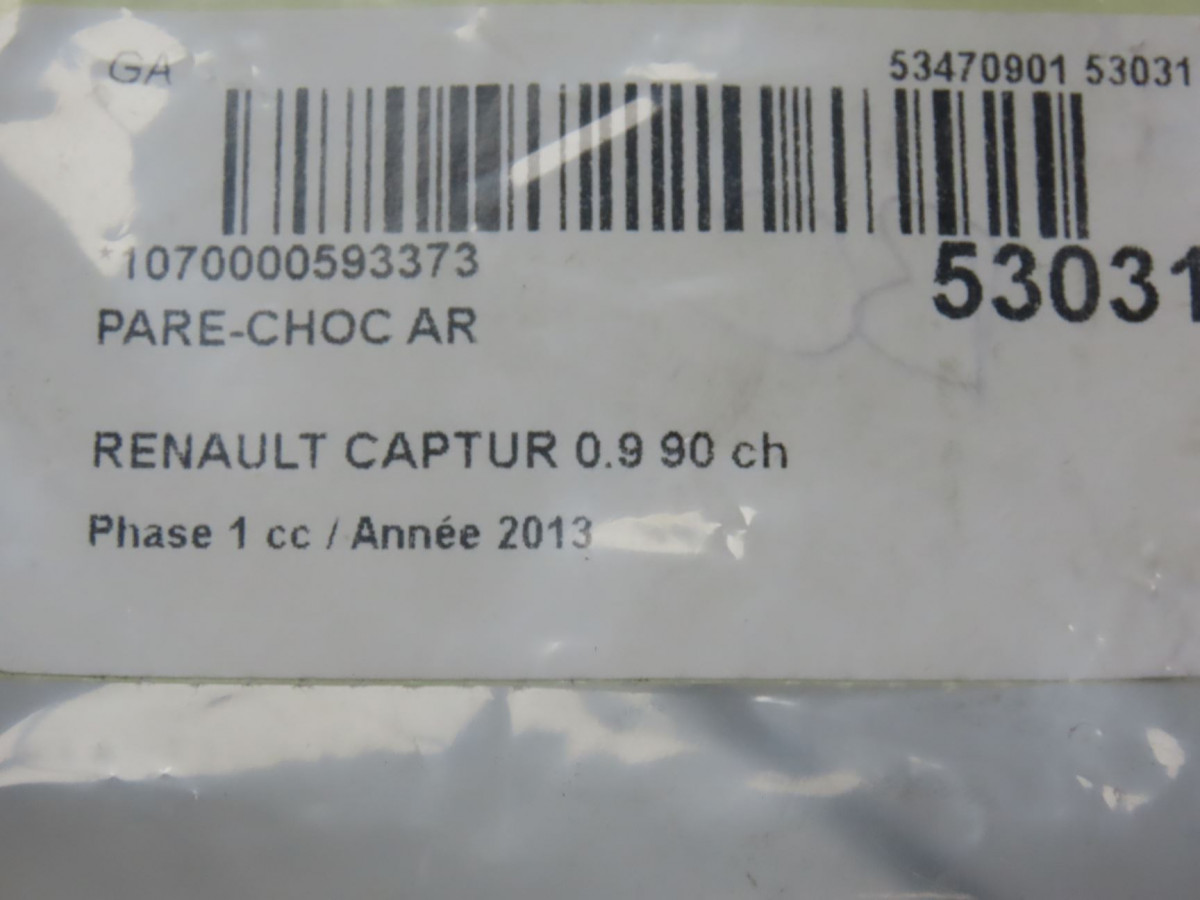 GA
53470901 53031
*1070000593373
53031
PARE-CHOC AR
RENAULT CAPTUR 0.9 90 ch
Phase 1 cc / Année 2013